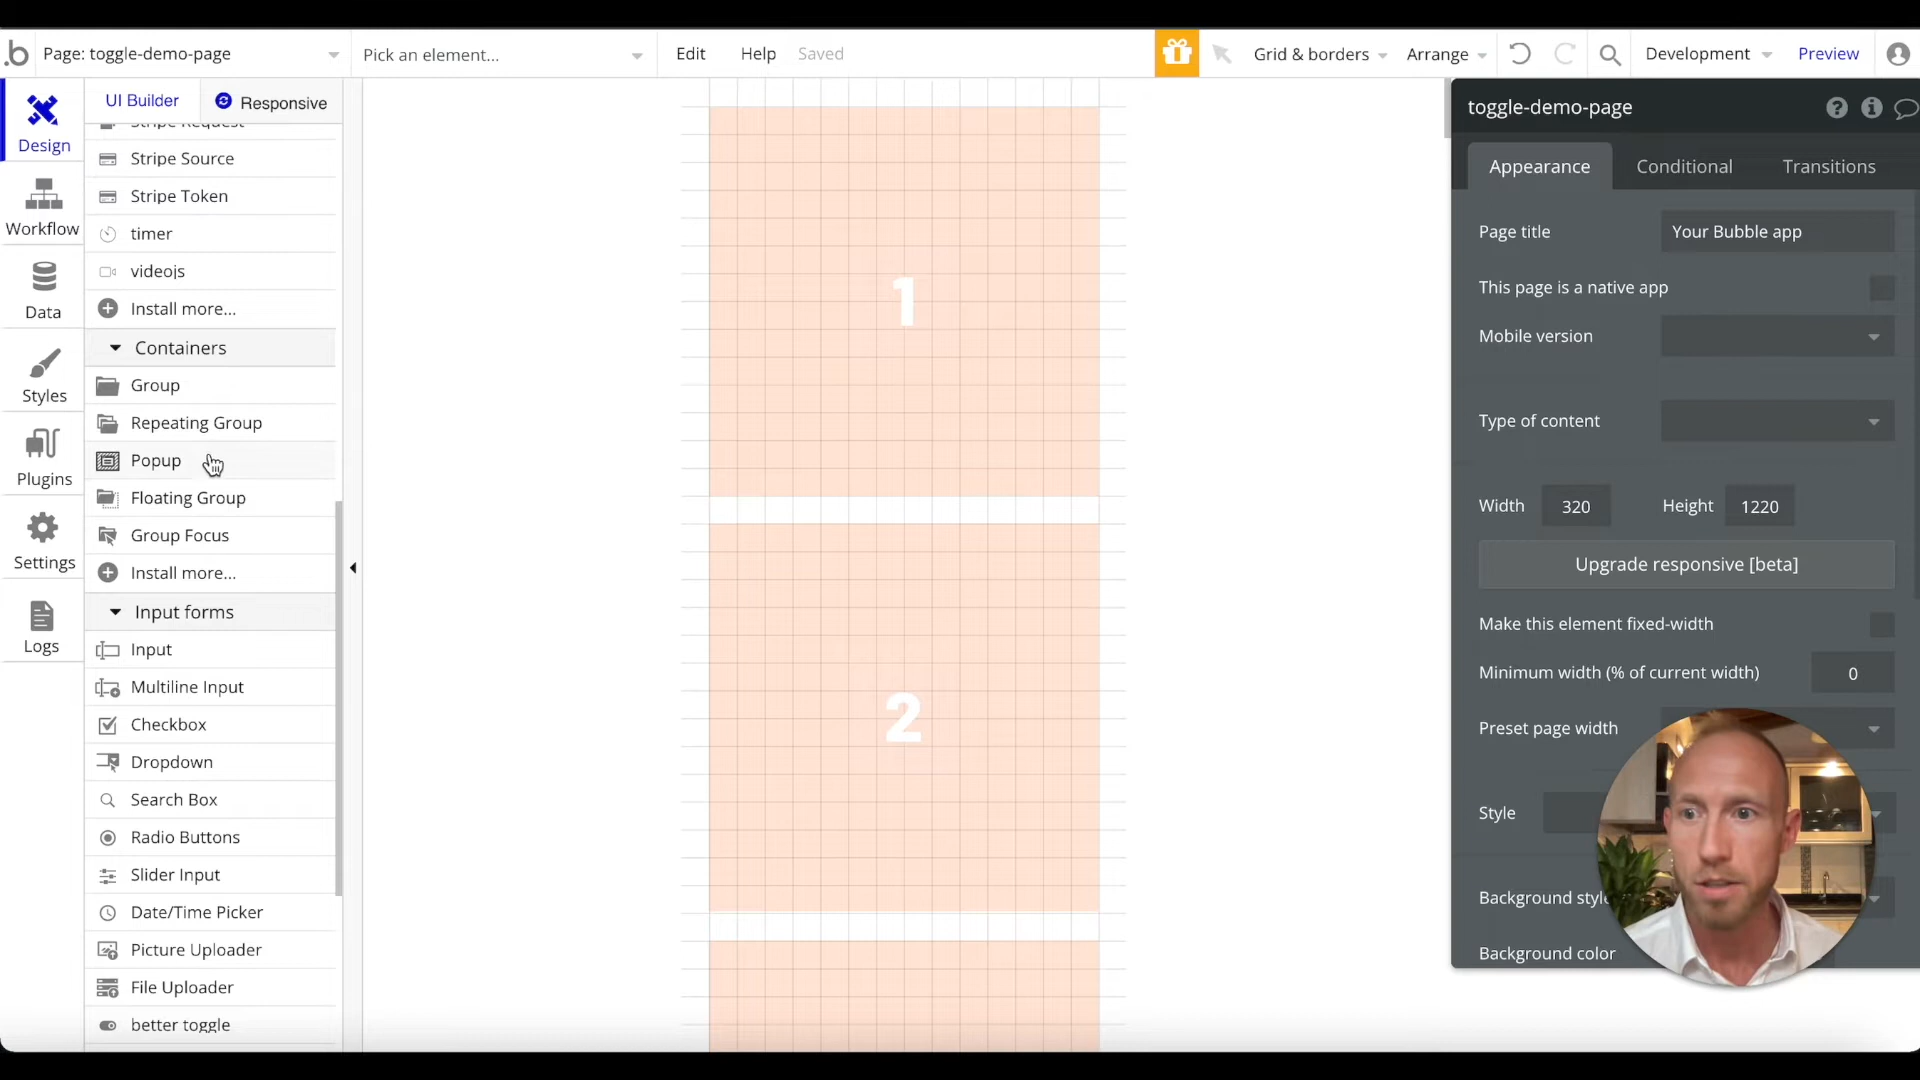 .b
Page: toggle-demo-page
Pick an element...
Edit
Help
Saved
Grid & borders
Arrange
Development
Preview
Design
Workflow
Data
Styles
Plugins
Settings
Logs
UI Builder
Responsive
Stripe Request
Stripe Source
Stripe Token
timer
videojs
Install more...
Containers
Group
Repeating Group
Popup
Floating Group
Group Focus
Install more...
Input forms
Input
Multiline Input
Checkbox
Dropdown
Search Box
Radio Buttons
Slider Input
Date/Time Picker
Picture Uploader
File Uploader
better toggle
1
2
toggle-demo-page
Appearance
Conditional
Transitions
Page title
Your Bubble app
This page is a native app
Mobile version
Type of content
Width 320
Height 1220
Upgrade responsive [beta]
Make this element fixed-width
Minimum width (% of current width) 0
Preset page width
Style
Background style
Background color